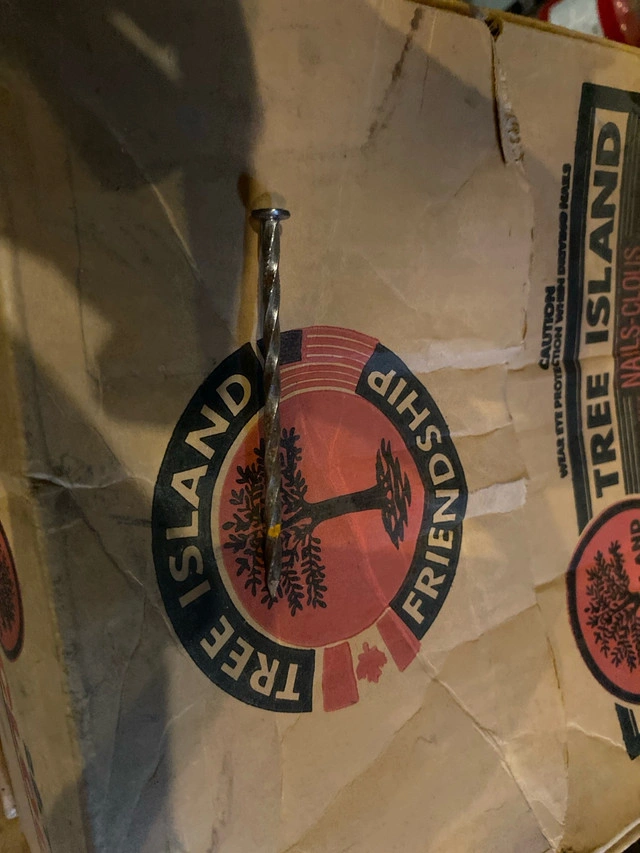 TREE ISLAND
FRIENDSHIP
CAUTION
WEAR EYE PROTECTION WHEN DRIVING NAILS
TREE ISLAND
NAILS-CLOUS